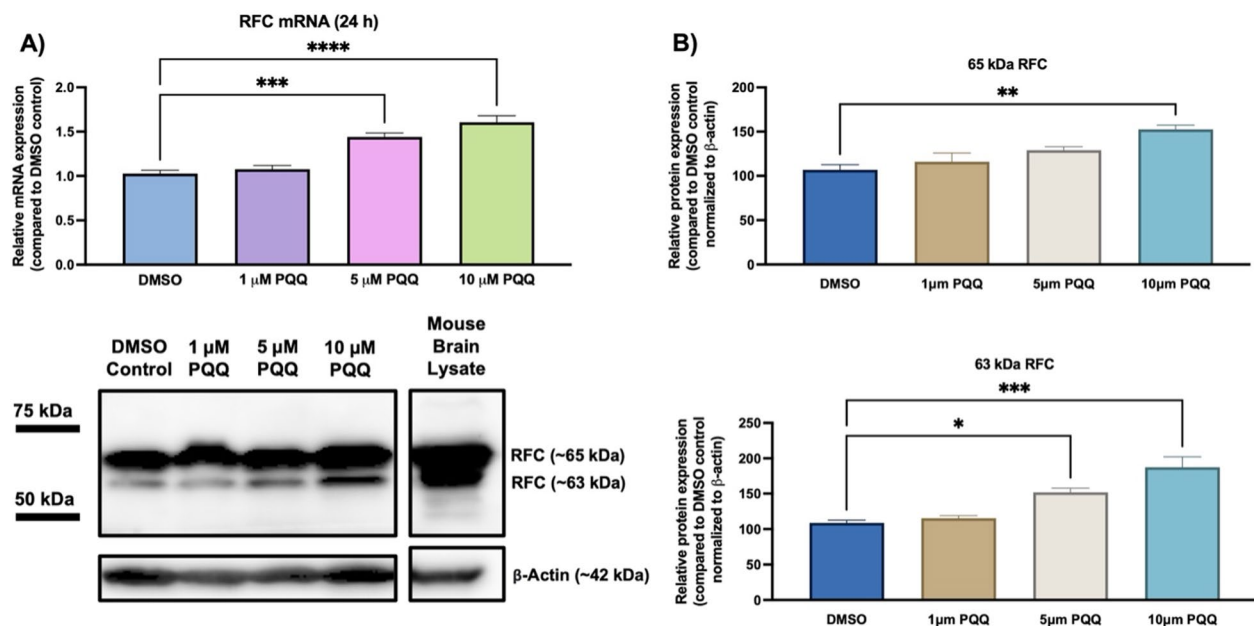 A)
RFC mRNA (24 h)
****
***
Relative mRNA expression
(compared to DMSO control)
2.0
1.5
1.0
0.5
0.0
DMSO
1 μM PQQ
5 μM PQQ
10 μM PQQ
DMSO
Control
1 μM
PQQ
5 μM
PQQ
10 μM
PQQ
Mouse
Brain
Lysate
75 kDa
50 kDa
RFC (~65 kDa)
RFC (~63 kDa)
β-Actin (~42 kDa)
B)
65 kDa RFC
**
Relative protein expression
(compared to DMSO control
normalized to β-actin)
200
150
100
50
0
DMSO
1μm PQQ
5μm PQQ
10μm PQQ
63 kDa RFC
***
*
Relative protein expression
(compared to DMSO control
normalized to β-actin)
250
200
150
100
50
0
DMSO
1μm PQQ
5μm PQQ
10μm PQQ